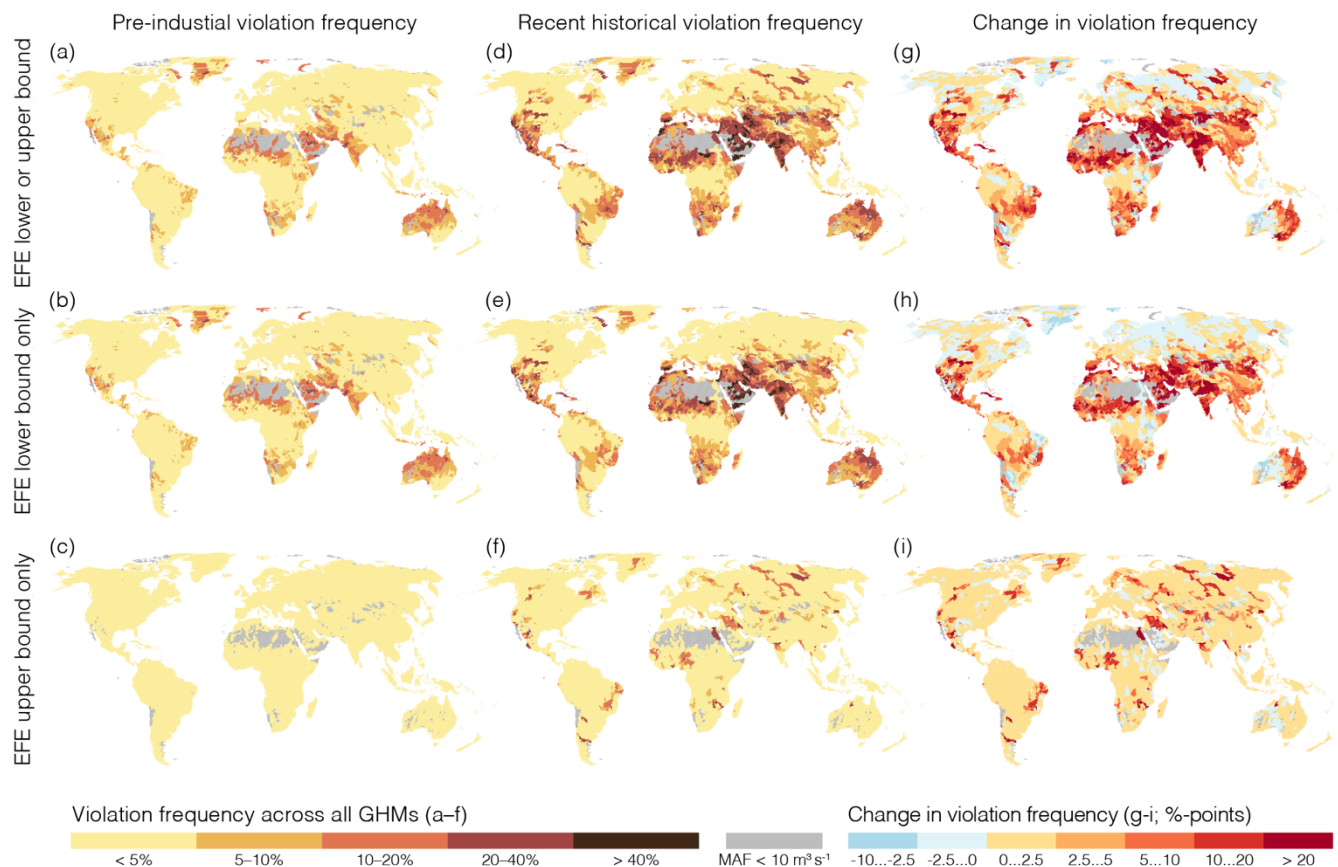 Pre-industial violation frequency
Recent historical violation frequency
Change in violation frequency
EFE lower or upper bound
(a)
(d)
(g)
EFE lower bound only
(b)
(e)
(h)
EFE upper bound only
(c)
(f)
(i)
Violation frequency across all GHMs (a–f)
< 5%
5–10%
10–20%
20–40%
> 40%
MAF < 10 m³ s⁻¹
Change in violation frequency (g-i; %-points)
-10...-2.5
-2.5...0
0...2.5
2.5...5
5...10
10...20
> 20